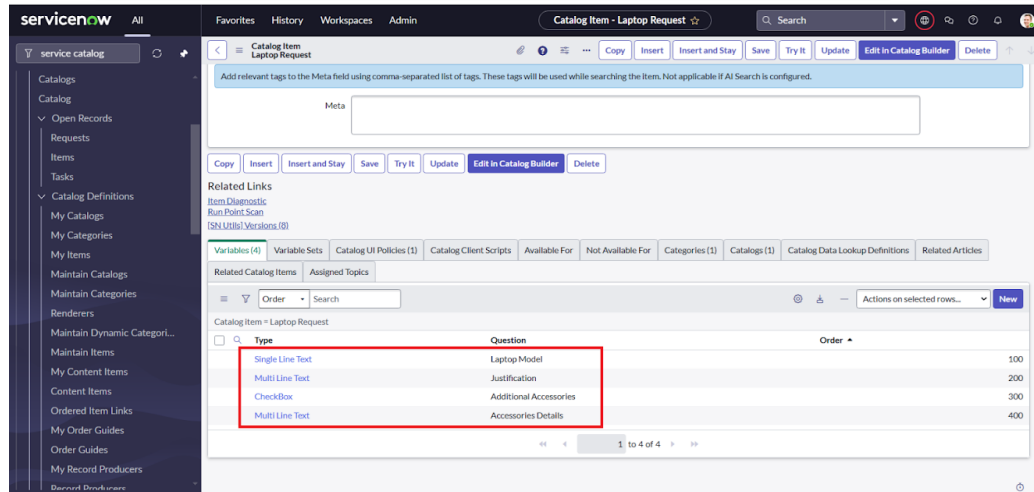 servicenow All Favorites History Workspaces Admin Catalog Item - Laptop Request Search
service catalog
Catalogs
Catalog
Open Records
Requests
Items
Tasks
Catalog Definitions
My Catalogs
My Categories
My Items
Maintain Catalogs
Maintain Categories
Renderers
Maintain Dynamic Categori...
Maintain Items
My Content Items
Content Items
Ordered Item Links
My Order Guides
Order Guides
My Record Producers
Record Producers
Catalog Item
Laptop Request
Copy Insert Insert and Stay Save Try It Update Edit in Catalog Builder Delete
Add relevant tags to the Meta field using comma-separated list of tags. These tags will be used while searching the item. Not applicable if AI Search is configured.
Meta
Copy Insert Insert and Stay Save Try It Update Edit in Catalog Builder Delete
Related Links
Item Diagnostic
Run Point Scan
[SN Utils] Versions (8)
Variables (4) Variable Sets Catalog UI Policies (1) Catalog Client Scripts Available For Not Available For Categories (1) Catalogs (1) Catalog Data Lookup Definitions Related Articles
Related Catalog Items Assigned Topics
Order Search Actions on selected rows... New
Catalog item = Laptop Request
Type Question Order
Single Line Text Laptop Model 100
Multi Line Text Justification 200
CheckBox Additional Accessories 300
Multi Line Text Accessories Details 400
1 to 4 of 4